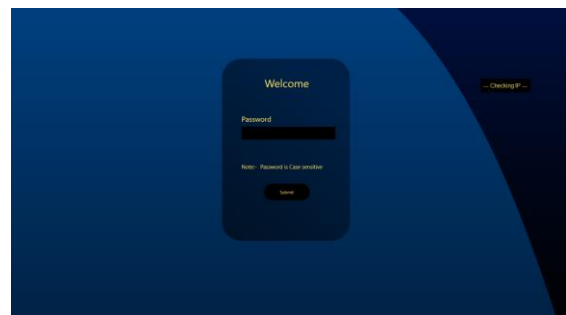 Welcome
--- Checking IP ---
Password
Note:- Password is Case sensitive
Submit